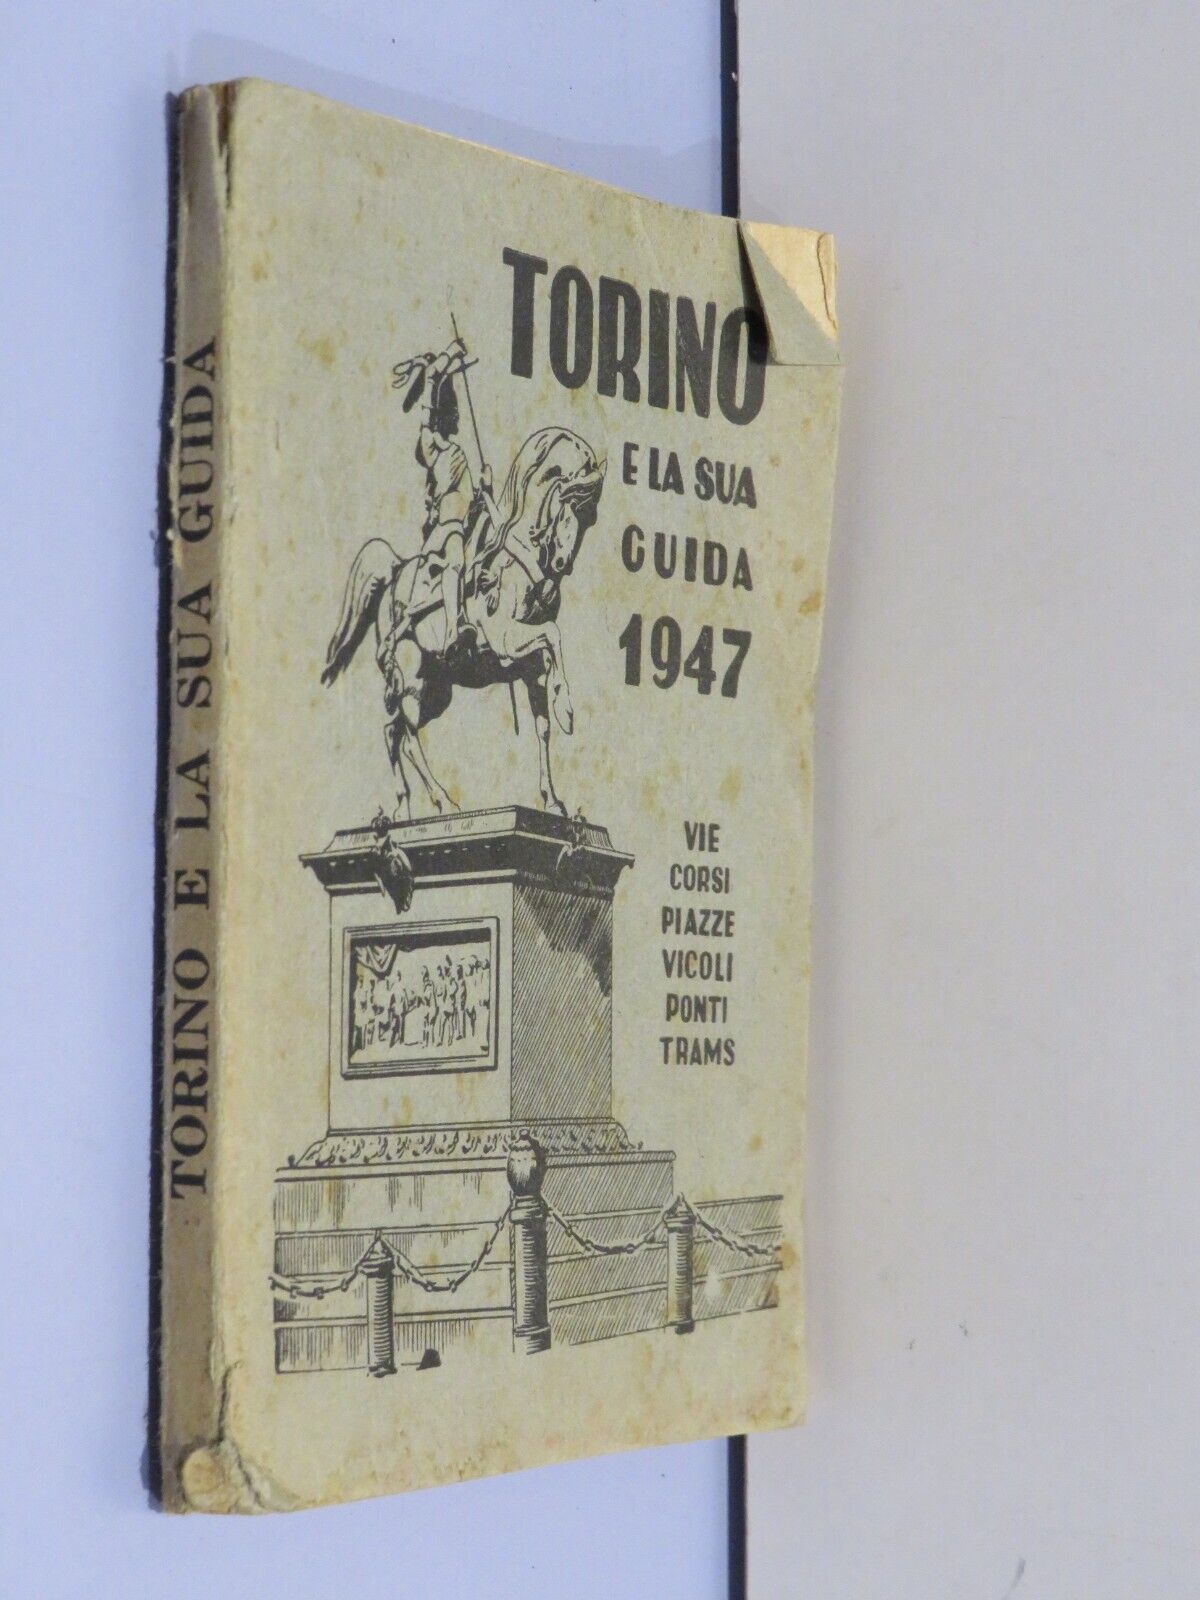 TORINO E LA SUA GUIDA
TORINO
E LA SUA
GUIDA
1947
VIE
CORSI
PIAZZE
VICOLI
PONTI
TRAMS